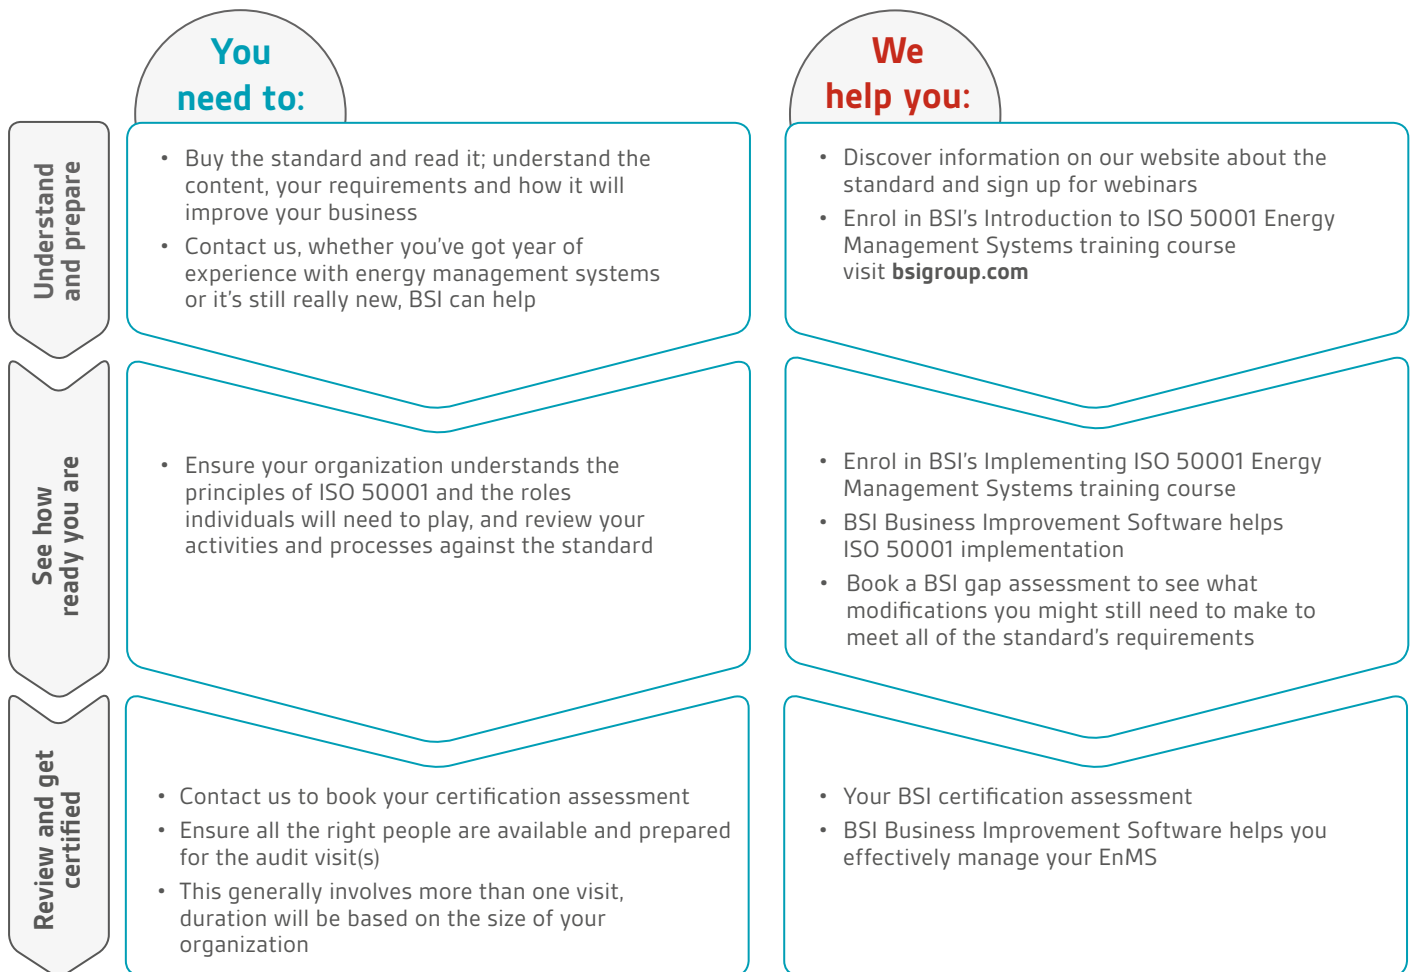 You
need to:
We
help you:
Understand
and prepare
• Buy the standard and read it; understand the
content, your requirements and how it will
improve your business
• Contact us, whether you've got year of
experience with energy management systems
or it's still really new, BSI can help
• Discover information on our website about the
standard and sign up for webinars
• Enrol in BSI's Introduction to ISO 50001 Energy
Management Systems training course
visit bsigroup.com
See how
ready you are
• Ensure your organization understands the
principles of ISO 50001 and the roles
individuals will need to play, and review your
activities and processes against the standard
• Enrol in BSI's Implementing ISO 50001 Energy
Management Systems training course
• BSI Business Improvement Software helps
ISO 50001 implementation
• Book a BSI gap assessment to see what
modifications you might still need to make to
meet all of the standard's requirements
Review and get
certified
• Contact us to book your certification assessment
• Ensure all the right people are available and prepared
for the audit visit(s)
• This generally involves more than one visit,
duration will be based on the size of your
organization
• Your BSI certification assessment
• BSI Business Improvement Software helps you
effectively manage your EnMS